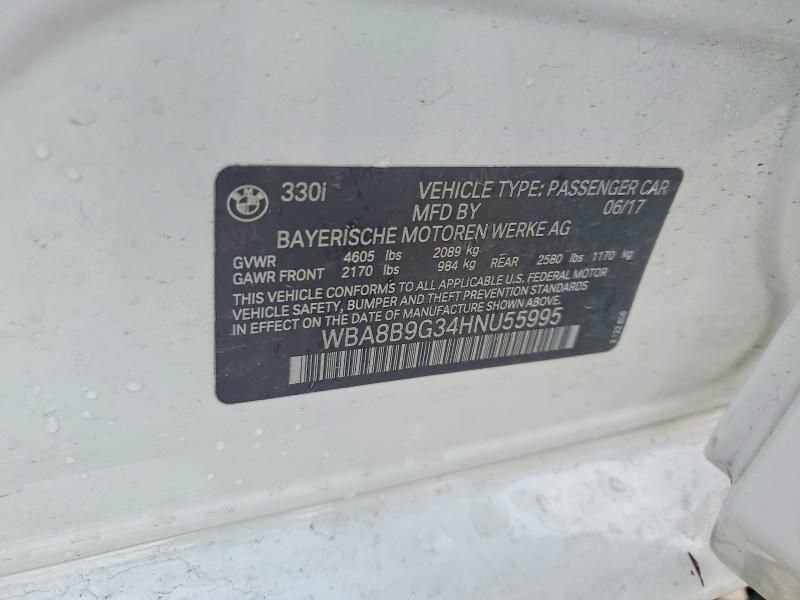 330i VEHICLE TYPE: PASSENGER CAR
MFD BY 06/17
BAYERISCHE MOTOREN WERKE AG
GVWR 4605 lbs 2089 kg
GAWR FRONT 2170 lbs 984 kg REAR 2580 lbs 1170 kg
THIS VEHICLE CONFORMS TO ALL APPLICABLE U.S. FEDERAL MOTOR
VEHICLE SAFETY, BUMPER AND THEFT PREVENTION STANDARDS
IN EFFECT ON THE DATE OF MANUFACTURE SHOWN ABOVE.
WBA8B9G34HNU55995